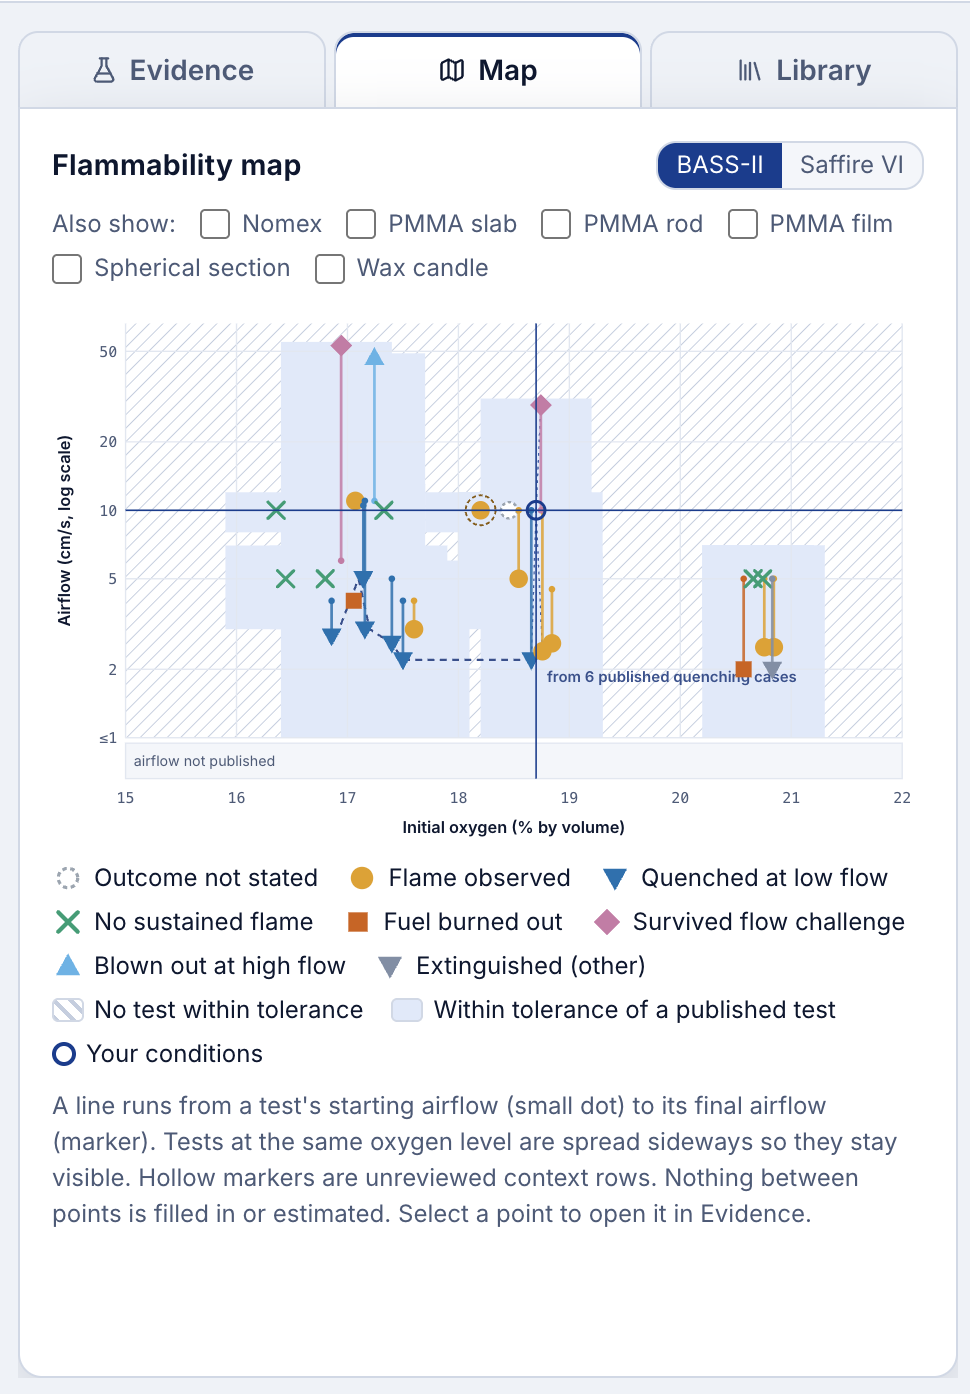 Evidence
Map
Library
Flammability map
BASS-II
Saffire VI
Also show: Nomex PMMA slab PMMA rod PMMA film
Spherical section Wax candle
Airflow (cm/s, log scale)
50
20
10
5
2
≤1
from 6 published quenching cases
airflow not published
15 16 17 18 19 20 21 22
Initial oxygen (% by volume)
Outcome not stated Flame observed Quenched at low flow
No sustained flame Fuel burned out Survived flow challenge
Blown out at high flow Extinguished (other)
No test within tolerance Within tolerance of a published test
Your conditions
A line runs from a test's starting airflow (small dot) to its final airflow
(marker). Tests at the same oxygen level are spread sideways so they stay
visible. Hollow markers are unreviewed context rows. Nothing between
points is filled in or estimated. Select a point to open it in Evidence.